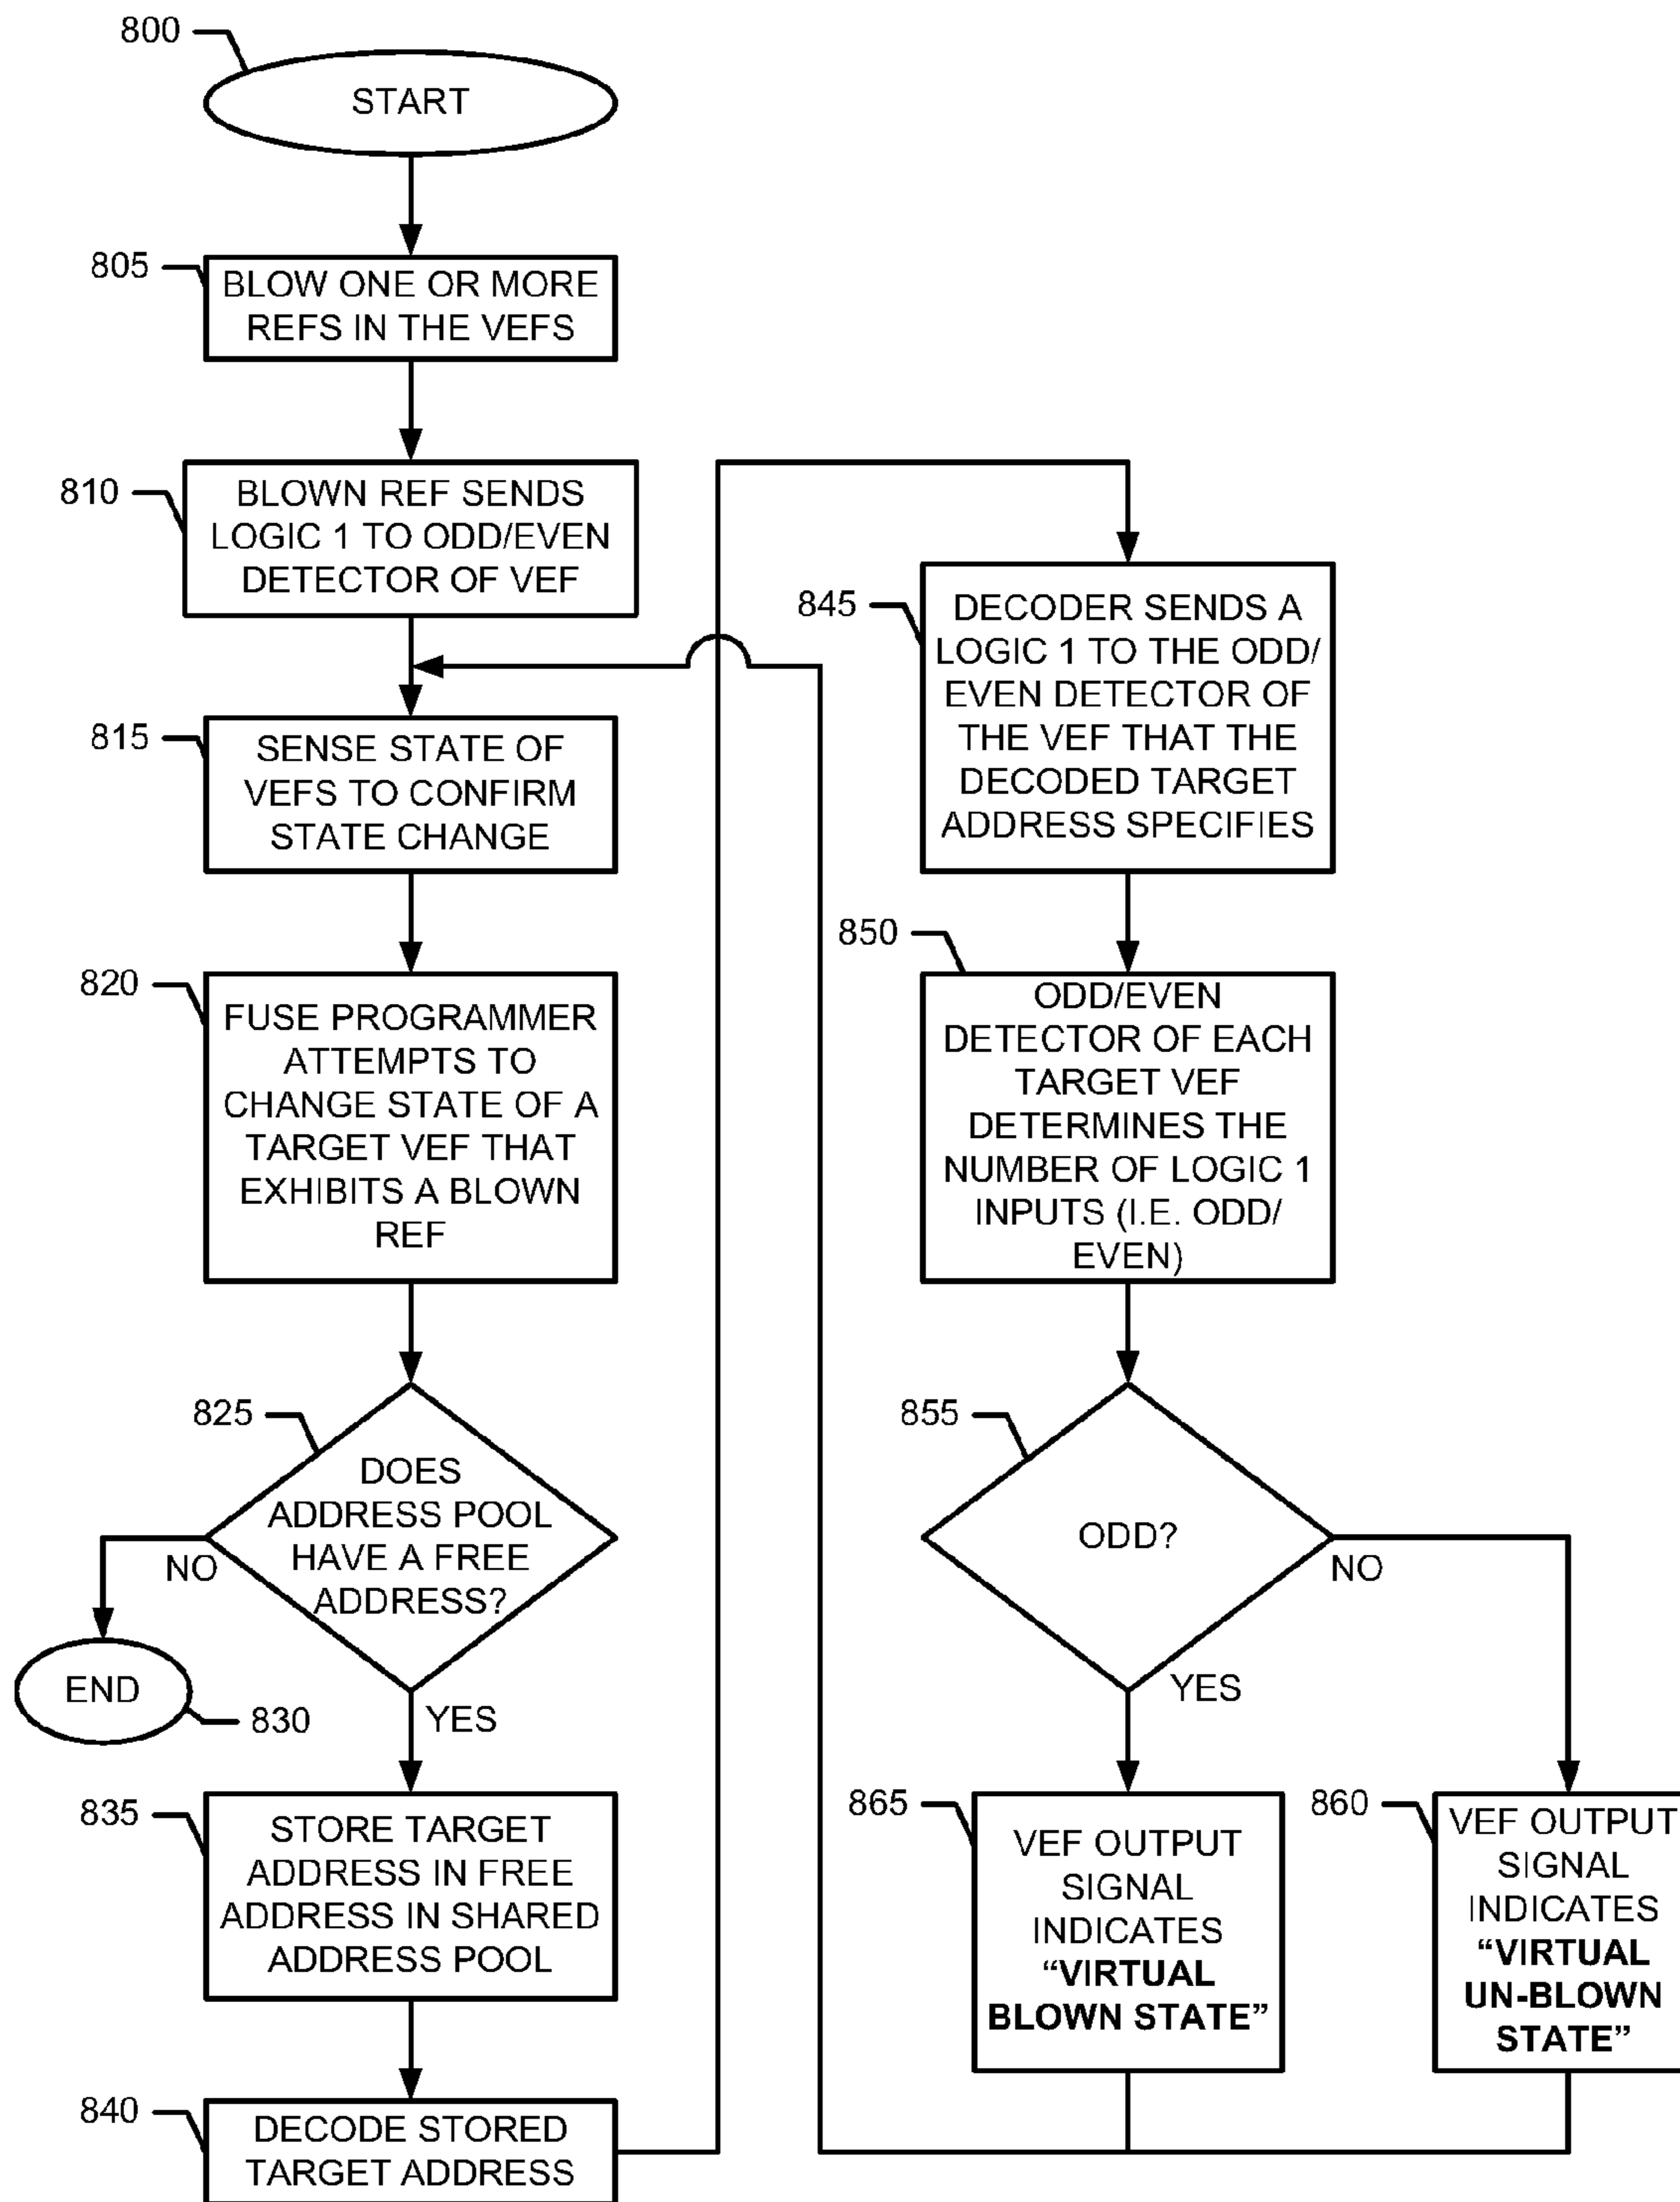 800
START
805
BLOW ONE OR MORE
REFS IN THE VEFS
810
BLOWN REF SENDS
LOGIC 1 TO ODD/EVEN
DETECTOR OF VEF
815
SENSE STATE OF
VEFS TO CONFIRM
STATE CHANGE
820
FUSE PROGRAMMER
ATTEMPTS TO
CHANGE STATE OF A
TARGET VEF THAT
EXHIBITS A BLOWN
REF
825
DOES
ADDRESS POOL
HAVE A FREE
ADDRESS?
NO
END
830
YES
835
STORE TARGET
ADDRESS IN FREE
ADDRESS IN SHARED
ADDRESS POOL
840
DECODE STORED
TARGET ADDRESS
845
DECODER SENDS A
LOGIC 1 TO THE ODD/
EVEN DETECTOR OF
THE VEF THAT THE
DECODED TARGET
ADDRESS SPECIFIES
850
ODD/EVEN
DETECTOR OF EACH
TARGET VEF
DETERMINES THE
NUMBER OF LOGIC 1
INPUTS (I.E. ODD/
EVEN)
855
ODD?
NO
YES
865
VEF OUTPUT
SIGNAL
INDICATES
“VIRTUAL
BLOWN STATE”
860
VEF OUTPUT
SIGNAL
INDICATES
“VIRTUAL
UN-BLOWN
STATE”